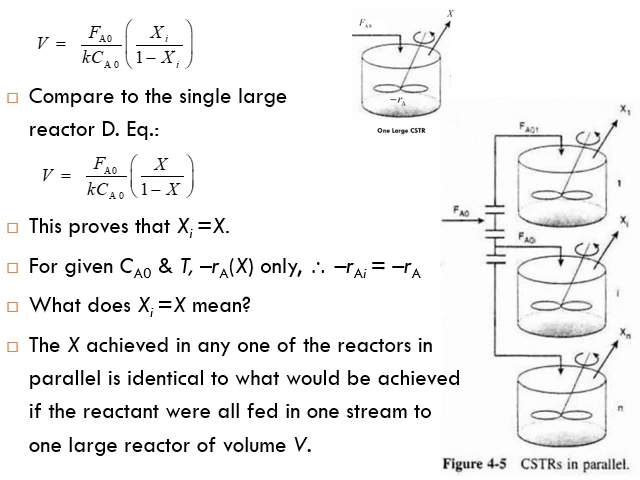 V = F_A0 / kC_A0 ( X_i / 1 − X_i )
Compare to the single large
reactor D. Eq.:
V = F_A0 / kC_A0 ( X / 1 − X )
This proves that X_i =X.
For given C_A0 & T, –r_A(X) only, ∴ –r_Ai = –r_A
What does X_i =X mean?
The X achieved in any one of the reactors in
parallel is identical to what would be achieved
if the reactant were all fed in one stream to
one large reactor of volume V.
F_A0
X
−r_A
One Large CSTR
X_1
F_A01
1
F_A0
X_i
F_A0i
i
X_n
n
Figure 4-5 CSTRs in parallel.